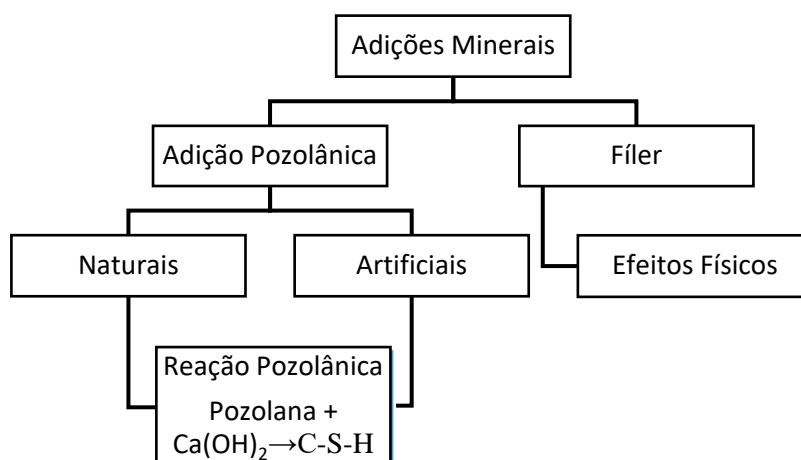 Adições Minerais
Adição Pozolânica
Fíler
Naturais
Artificiais
Efeitos Físicos
Reação Pozolânica
Pozolana +
Ca(OH)₂→C-S-H